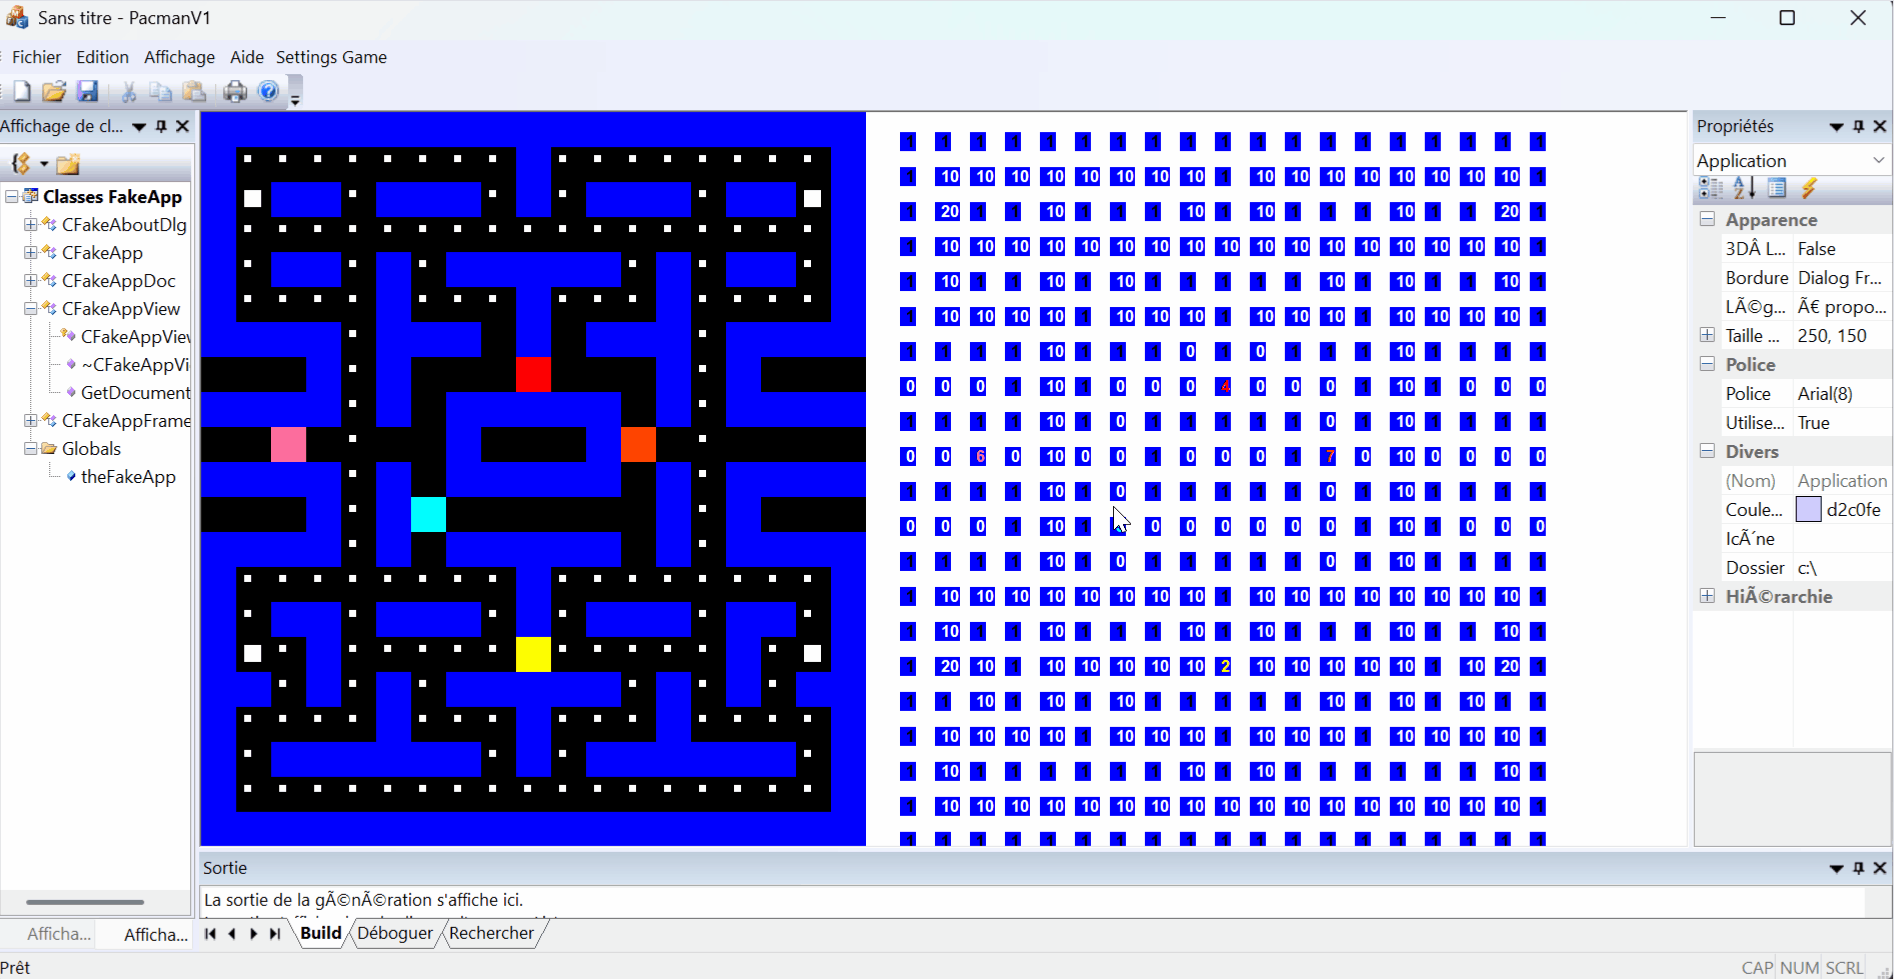 Sans titre - PacmanV1
Fichier Edition Affichage Aide Settings Game
Affichage de cl...
Classes FakeApp
CFakeAboutDlg
CFakeApp
CFakeAppDoc
CFakeAppView
CFakeAppView
~CFakeAppVi
GetDocument
CFakeAppFrame
Globals
theFakeApp
Afficha... Afficha...
1 1 1 1 1 1 1 1 1 1 1 1 1 1 1 1 1 1 1
1 10 10 10 10 10 10 10 10 1 10 10 10 10 10 10 10 10 1
1 20 1 1 10 1 1 1 10 1 10 1 1 1 10 1 1 20 1
1 10 10 10 10 10 10 10 10 10 10 10 10 10 10 10 10 10 1
1 10 1 1 10 1 10 1 1 1 1 1 10 1 10 1 1 10 1
1 10 10 10 10 1 10 10 10 1 10 10 10 1 10 10 10 10 1
1 1 1 1 10 1 1 1 0 1 0 1 1 1 10 1 1 1 1
0 0 0 1 10 1 0 0 0 4 0 0 0 1 10 1 0 0 0
1 1 1 1 10 1 0 1 1 1 1 1 0 1 10 1 1 1 1
0 0 6 0 10 0 0 1 0 0 0 1 7 0 10 0 0 0 0
1 1 1 1 10 1 0 1 1 1 1 1 0 1 10 1 1 1 1
0 0 0 1 10 1 0 0 0 0 0 0 1 10 1 0 0 0
1 1 1 1 10 1 0 1 1 1 1 1 0 1 10 1 1 1 1
1 10 10 10 10 10 10 10 10 1 10 10 10 10 10 10 10 10 1
1 10 1 1 10 1 1 1 10 1 10 1 1 1 10 1 1 10 1
1 20 10 1 10 10 10 10 10 2 10 10 10 10 10 1 10 20 1
1 1 10 1 10 1 10 1 1 1 1 1 10 1 10 1 10 1 1
1 10 10 10 10 1 10 10 10 1 10 10 10 1 10 10 10 10 1
1 10 1 1 1 1 1 1 10 1 10 1 1 1 1 1 1 10 1
1 10 10 10 10 10 10 10 10 10 10 10 10 10 10 10 10 10 1
1 1 1 1 1 1 1 1 1 1 1 1 1 1 1 1 1 1 1
Propriétés
Application
Apparence
3DÂ L... False
Bordure Dialog Fr...
LÃ©g... Ã€ propo...
Taille ... 250, 150
Police
Police Arial(8)
Utilise... True
Divers
(Nom) Application
Coule... d2c0fe
IcÃ´ne
Dossier c:\
HiÃ©rarchie
Sortie
La sortie de la gÃ©nÃ©ration s'affiche ici.
Build Déboguer Rechercher
Prêt
CAP NUM SCRL